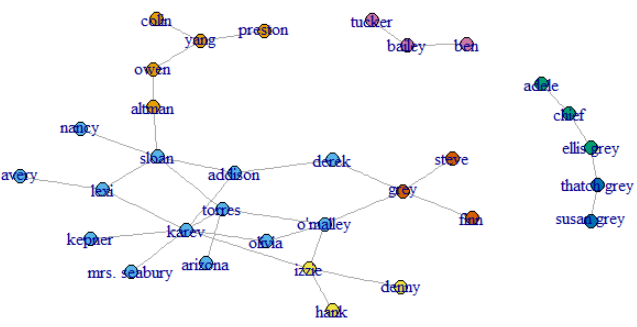 colin
preston
yang
tucker
bailey
ben
owen
adele
altman
chief
nancy
ellis grey
sloan
addison
derek
steve
avery
lexi
grey
thatch grey
torres
o'malley
finn
susan grey
kepner
karev
olivia
mrs. seabury
arizona
izzie
denny
hank